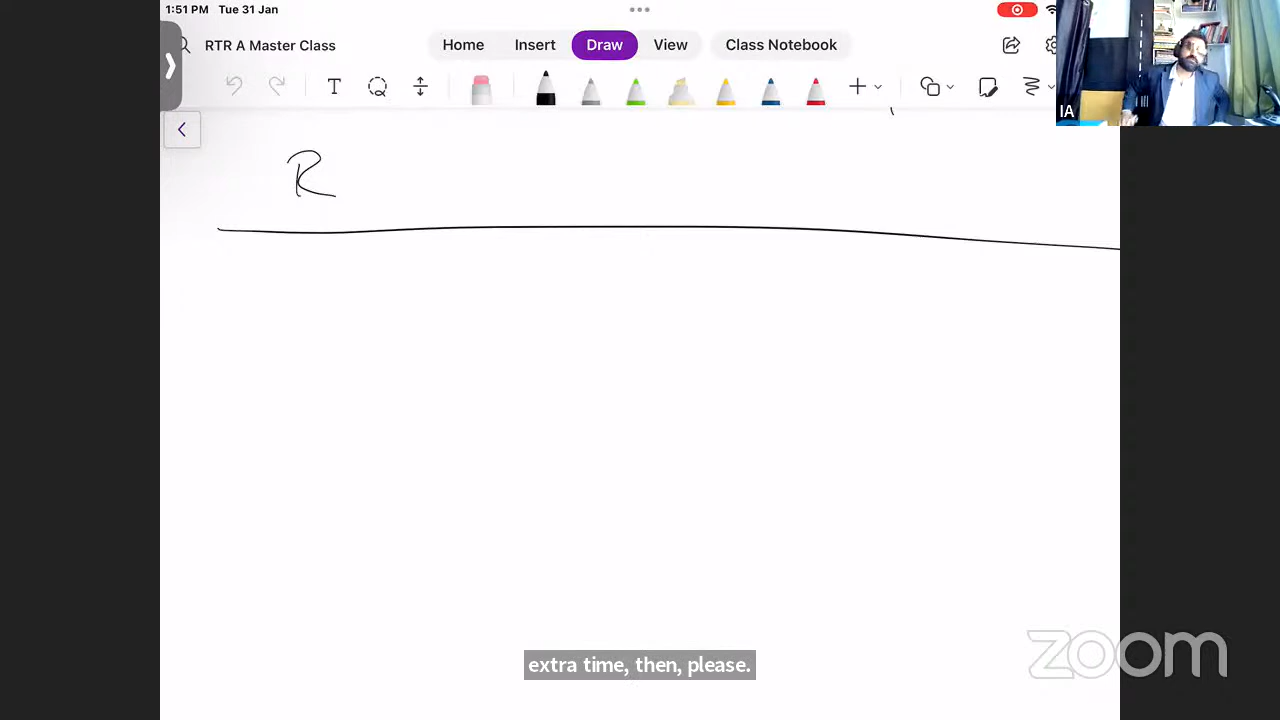 1:51 PM Tue 31 Jan
RTR A Master Class
Home Insert Draw View Class Notebook
T
IA
R
extra time, then, please.
zoom